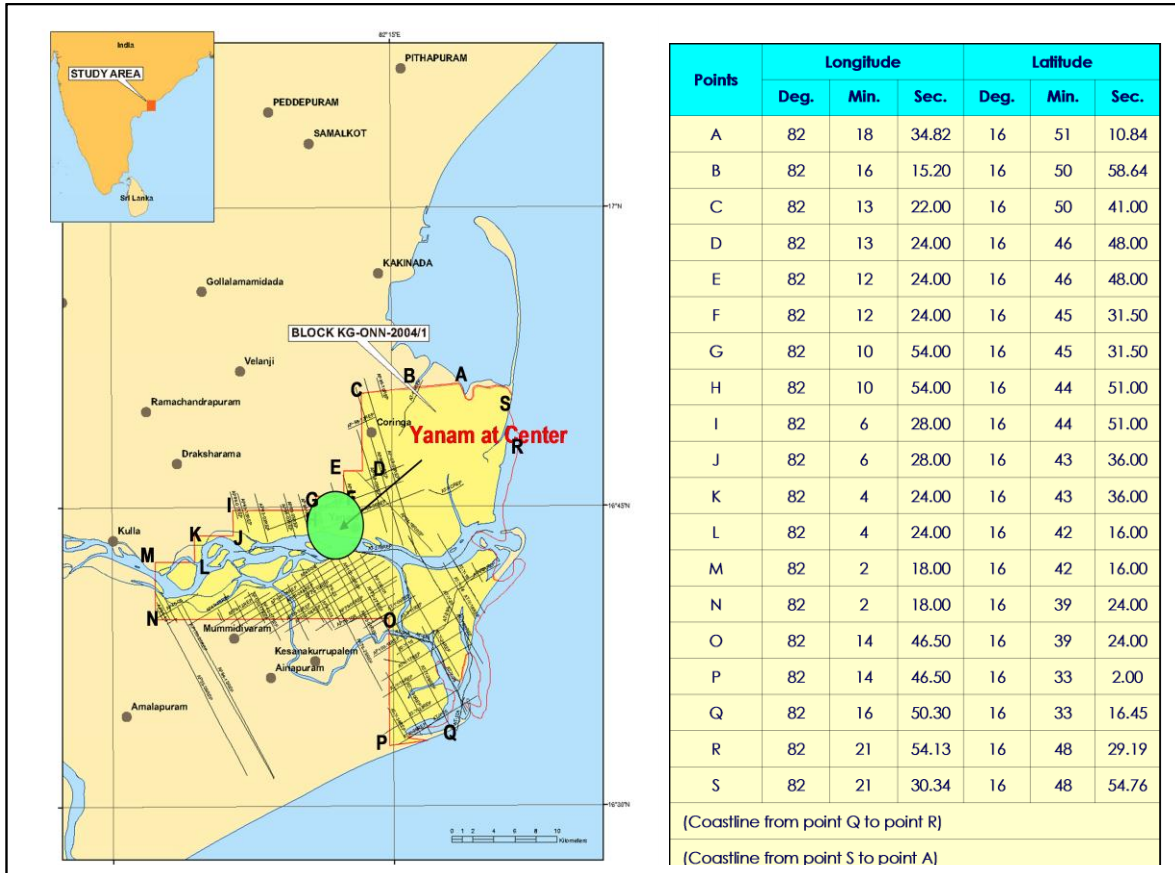 India
STUDY AREA
Sri Lanka
82°15'E
PITHAPURAM
PEDDEPURAM
SAMALKOT
17°N
KAKINADA
Gollalamamidada
BLOCK KG-ONN-2004/1
Velanji
B
A
C
S
Ramachandrapuram
Coringa
Yanam at Center
R
Draksharama
E
D
G
I
16°45'N
Kulla
K
J
M
L
N
O
Mummidivaram
Kesanakurrupalem
Ainapuram
Amalapuram
P
Q
16°30'N
0 1 2 4 6 8 10
Kilometers
Points Longitude Latitude
Deg. Min. Sec. Deg. Min. Sec.
A 82 18 34.82 16 51 10.84
B 82 16 15.20 16 50 58.64
C 82 13 22.00 16 50 41.00
D 82 13 24.00 16 46 48.00
E 82 12 24.00 16 46 48.00
F 82 12 24.00 16 45 31.50
G 82 10 54.00 16 45 31.50
H 82 10 54.00 16 44 51.00
I 82 6 28.00 16 44 51.00
J 82 6 28.00 16 43 36.00
K 82 4 24.00 16 43 36.00
L 82 4 24.00 16 42 16.00
M 82 2 18.00 16 42 16.00
N 82 2 18.00 16 39 24.00
O 82 14 46.50 16 39 24.00
P 82 14 46.50 16 33 2.00
Q 82 16 50.30 16 33 16.45
R 82 21 54.13 16 48 29.19
S 82 21 30.34 16 48 54.76
(Coastline from point Q to point R)
(Coastline from point S to point A)